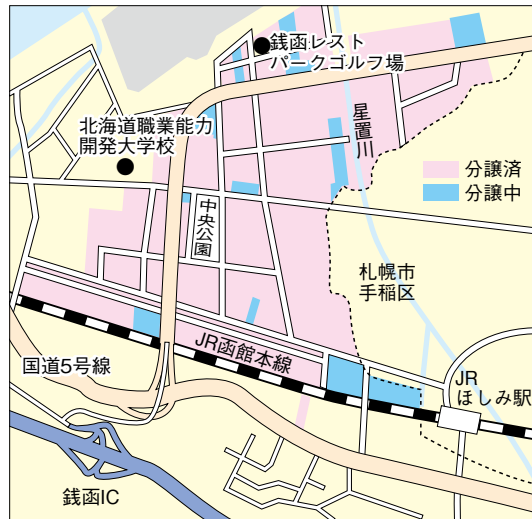 銭函レスト
パークゴルフ場
星置川
北海道職業能力
開発大学校
分譲済
分譲中
中央公園
札幌市
手稲区
JR函館本線
国道5号線
JR
ほしみ駅
銭函IC